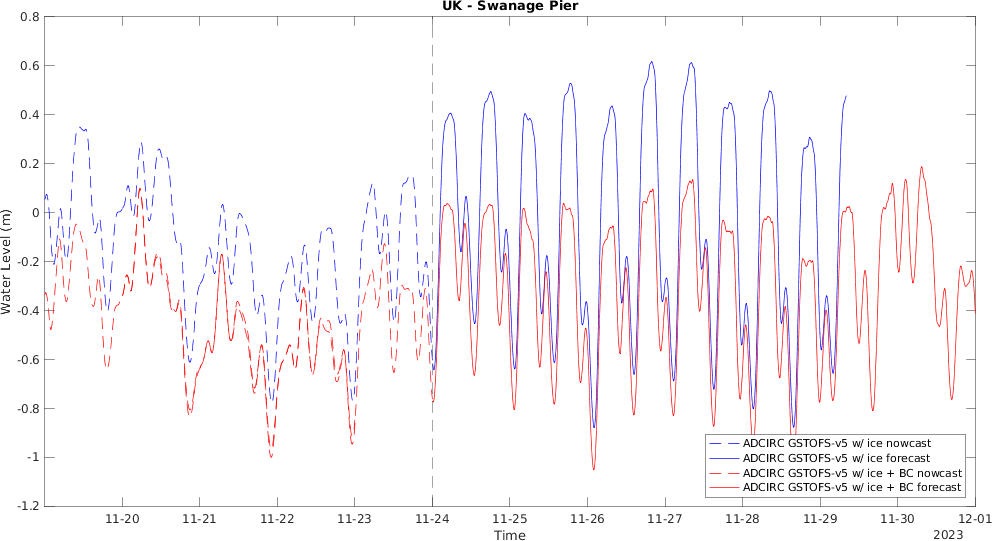 UK - Swanage Pier
Water Level (m)
0.8
0.6
0.4
0.2
0
-0.2
-0.4
-0.6
-0.8
-1
-1.2
ADCIRC GSTOFS-v5 w/ ice nowcast
ADCIRC GSTOFS-v5 w/ ice forecast
ADCIRC GSTOFS-v5 w/ ice + BC nowcast
ADCIRC GSTOFS-v5 w/ ice + BC forecast
11-20 11-21 11-22 11-23 11-24 11-25 11-26 11-27 11-28 11-29 11-30 12-01
Time
2023